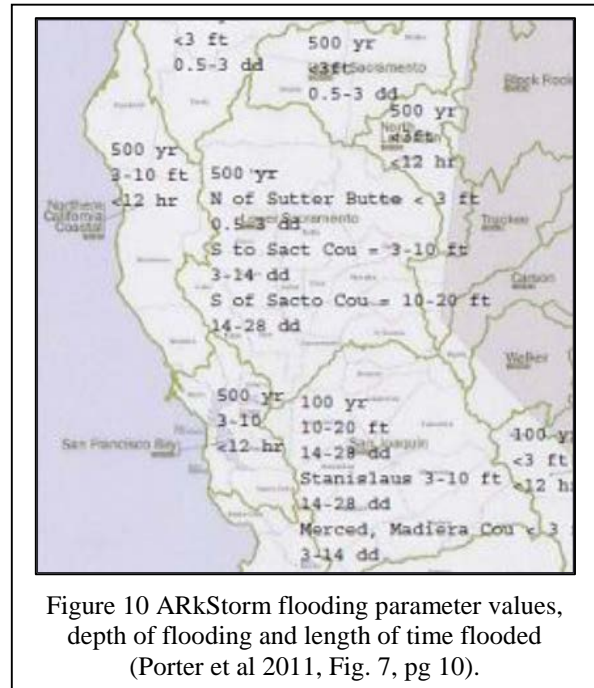 <3 ft
0.5-3 dd
500 yr
<3ft Sacramento
0.5-3 dd
Black Rock
500 yr
North
<3ft
<12 hr
500 yr
3-10 ft
<12 hr
Northern
California
Coastal
500 yr
N of Sutter Butte < 3 ft
Lower Sacramento
0.5-3 dd
S to Sact Cou = 3-10 ft
3-14 dd
S of Sacto Cou = 10-20 ft
14-28 dd
Truckee
Carson
Walker
500 yr
3-10
<12 hr
San Francisco Bay
100 yr
10-20 ft
San Joaquin
14-28 dd
Stanislaus 3-10 ft
14-28 dd
Merced, Madiera Cou < 3
3-14 dd
100 y
<3 ft
<12 h
Figure 10 ARkStorm flooding parameter values,
depth of flooding and length of time flooded
(Porter et al 2011, Fig. 7, pg 10).